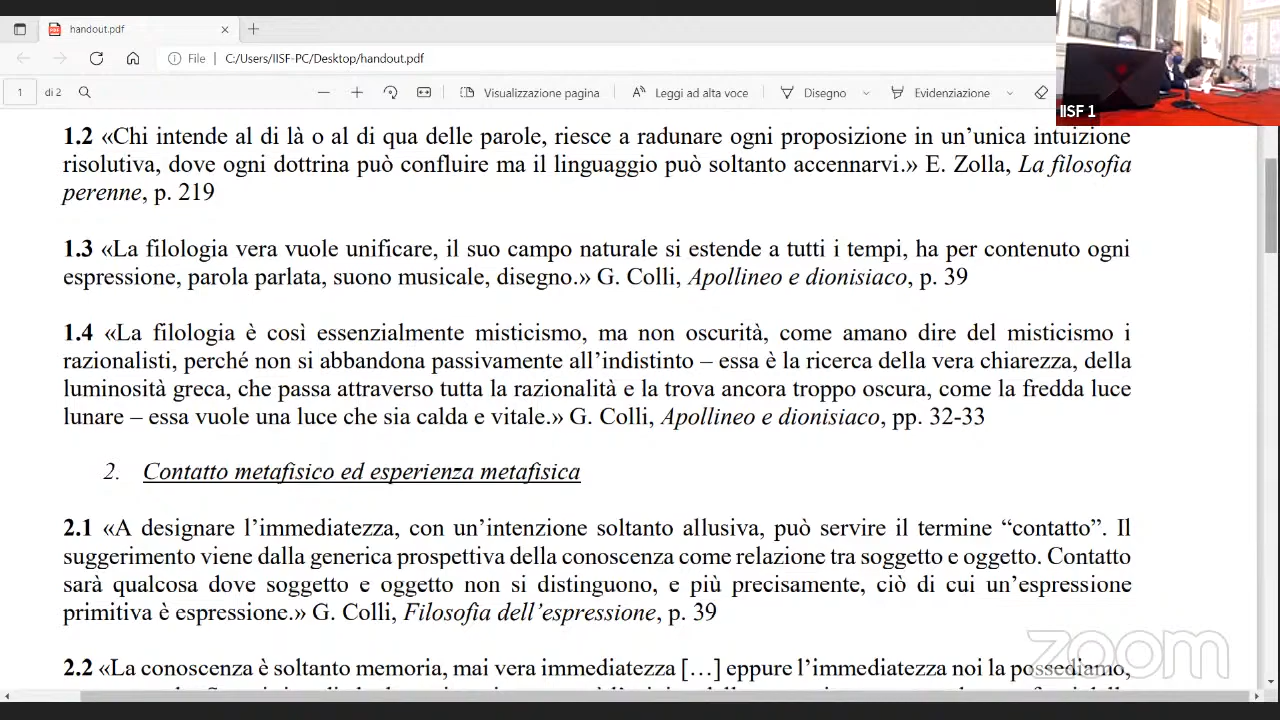 handout.pdf
File
C:/Users/IISF-PC/Desktop/handout.pdf
1
di 2
Visualizzazione pagina
Leggi ad alta voce
Disegno
Evidenziazione
IISF 1
1.2 «Chi intende al di là o al di qua delle parole, riesce a radunare ogni proposizione in un’unica intuizione
risolutiva, dove ogni dottrina può confluire ma il linguaggio può soltanto accennarvi.» E. Zolla, La filosofia
perenne, p. 219
1.3 «La filologia vera vuole unificare, il suo campo naturale si estende a tutti i tempi, ha per contenuto ogni
espressione, parola parlata, suono musicale, disegno.» G. Colli, Apollineo e dionisiaco, p. 39
1.4 «La filologia è così essenzialmente misticismo, ma non oscurità, come amano dire del misticismo i
razionalisti, perché non si abbandona passivamente all’indistinto – essa è la ricerca della vera chiarezza, della
luminosità greca, che passa attraverso tutta la razionalità e la trova ancora troppo oscura, come la fredda luce
lunare – essa vuole una luce che sia calda e vitale.» G. Colli, Apollineo e dionisiaco, pp. 32-33
2. Contatto metafisico ed esperienza metafisica
2.1 «A designare l’immediatezza, con un’intenzione soltanto allusiva, può servire il termine “contatto”. Il
suggerimento viene dalla generica prospettiva della conoscenza come relazione tra soggetto e oggetto. Contatto
sarà qualcosa dove soggetto e oggetto non si distinguono, e più precisamente, ciò di cui un’espressione
primitiva è espressione.» G. Colli, Filosofia dell’espressione, p. 39
2.2 «La conoscenza è soltanto memoria, mai vera immediatezza […] eppure l’immediatezza noi la possediamo,
zoom